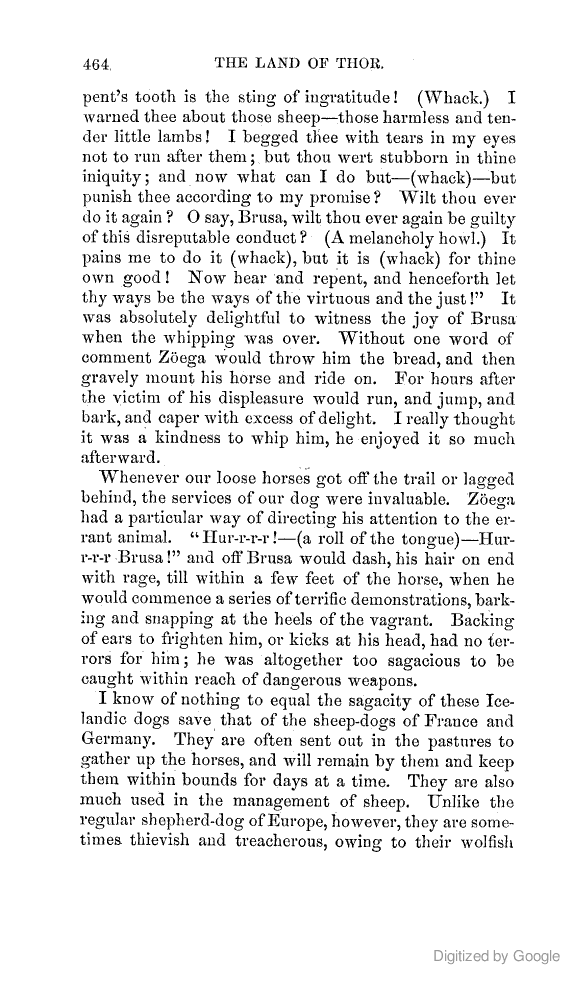 464
THE LAND OF THOR.
pent's tooth is the sting of ingratitude! (Whack.) I
warned thee about those sheep—those harmless and ten-
der little lambs! I begged thee with tears in my eyes
not to run after them; but thou wert stubborn in thine
iniquity; and now what can I do but—(whack)—but
punish thee according to my promise? Wilt thou ever
do it again? O say, Brusa, wilt thou ever again be guilty
of this disreputable conduct? (A melancholy howl.) It
pains me to do it (whack), but it is (whack) for thine
own good! Now hear and repent, and henceforth let
thy ways be the ways of the virtuous and the just!" It
was absolutely delightful to witness the joy of Brusa
when the whipping was over. Without one word of
comment Zöega would throw him the bread, and then
gravely mount his horse and ride on. For hours after
the victim of his displeasure would run, and jump, and
bark, and caper with excess of delight. I really thought
it was a kindness to whip him, he enjoyed it so much
afterward.
Whenever our loose horses got off the trail or lagged
behind, the services of our dog were invaluable. Zöega
had a particular way of directing his attention to the er-
rant animal. "Hur-r-r-r!—(a roll of the tongue)—Hur-
r-r-r Brusa!" and off Brusa would dash, his hair on end
with rage, till within a few feet of the horse, when he
would commence a series of terrific demonstrations, bark-
ing and snapping at the heels of the vagrant. Backing
of ears to frighten him, or kicks at his head, had no ter-
rors for him; he was altogether too sagacious to be
caught within reach of dangerous weapons.
I know of nothing to equal the sagacity of these Ice-
landic dogs save that of the sheep-dogs of France and
Germany. They are often sent out in the pastures to
gather up the horses, and will remain by them and keep
them within bounds for days at a time. They are also
much used in the management of sheep. Unlike the
regular shepherd-dog of Europe, however, they are some-
times thievish and treacherous, owing to their wolfish
Digitized by Google